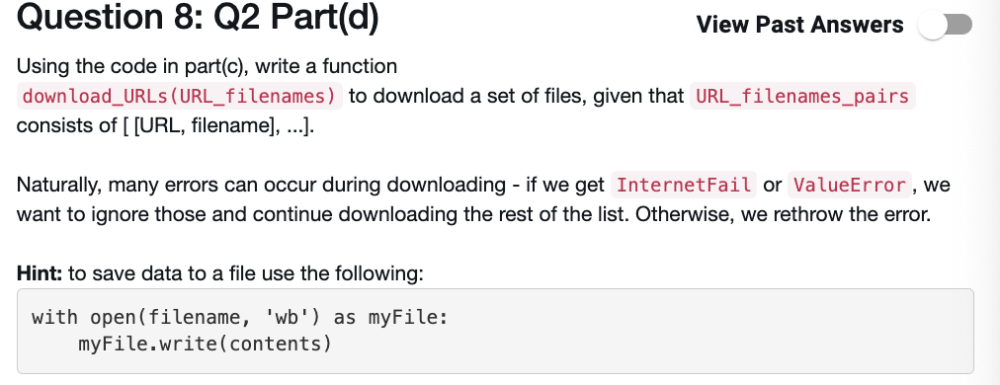 Question 8: Q2 Part(d)
View Past Answers
Using the code in part(c), write a function
download_URLs(URL_filenames) to download a set of files, given that URL_filenames_pairs
consists of [ [URL, filename], ...].
Naturally, many errors can occur during downloading - if we get InternetFail or ValueError , we
want to ignore those and continue downloading the rest of the list. Otherwise, we rethrow the error.
Hint: to save data to a file use the following:
with open(filename, 'wb') as myFile:
    myFile.write(contents)